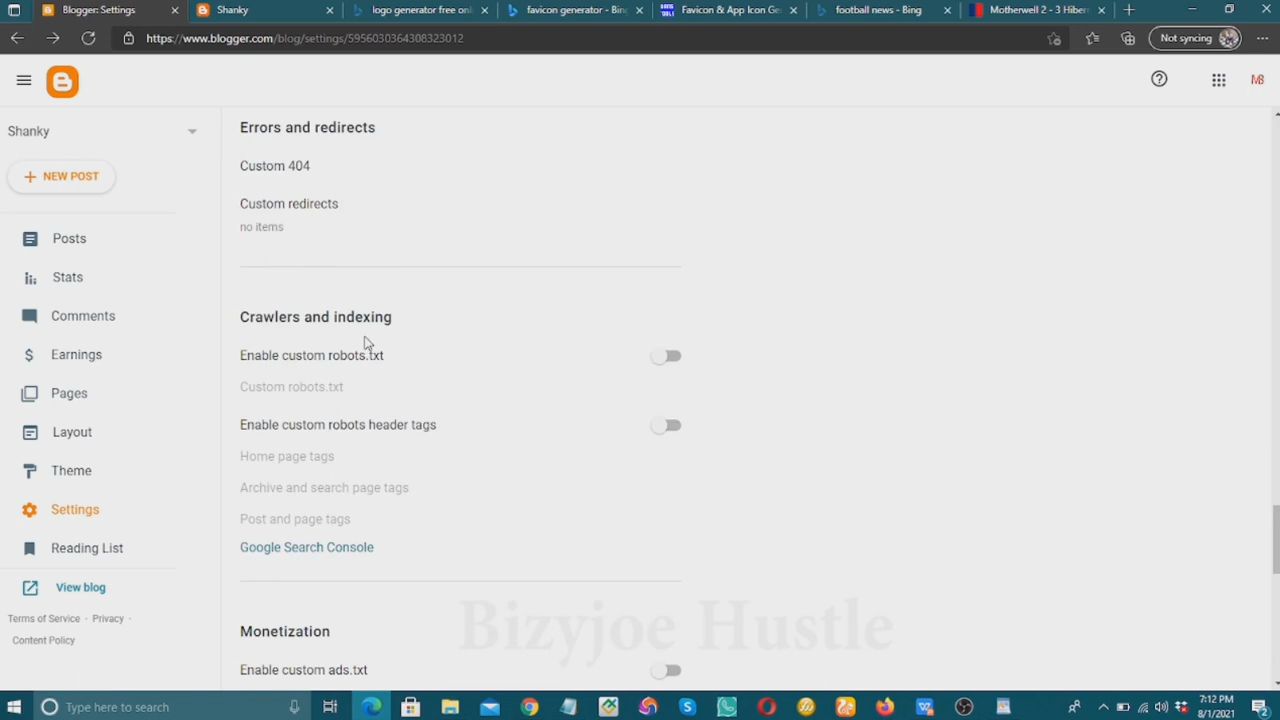 Blogger: Settings
Shanky
logo generator free onl
favicon generator - Bing
Favicon & App Icon Ge
football news - Bing
Motherwell 2 - 3 Hiber
https://www.blogger.com/blog/settings/5956030364308323012
Not syncing
MB
Shanky
NEW POST
Posts
Stats
Comments
Earnings
Pages
Layout
Theme
Settings
Reading List
View blog
Terms of Service · Privacy ·
Content Policy
Errors and redirects
Custom 404
Custom redirects
no items
Crawlers and indexing
Enable custom robots.txt
Custom robots.txt
Enable custom robots header tags
Home page tags
Archive and search page tags
Post and page tags
Google Search Console
Monetization
Enable custom ads.txt
Bizyjoe Hustle
Type here to search
7:12 PM
8/1/2021